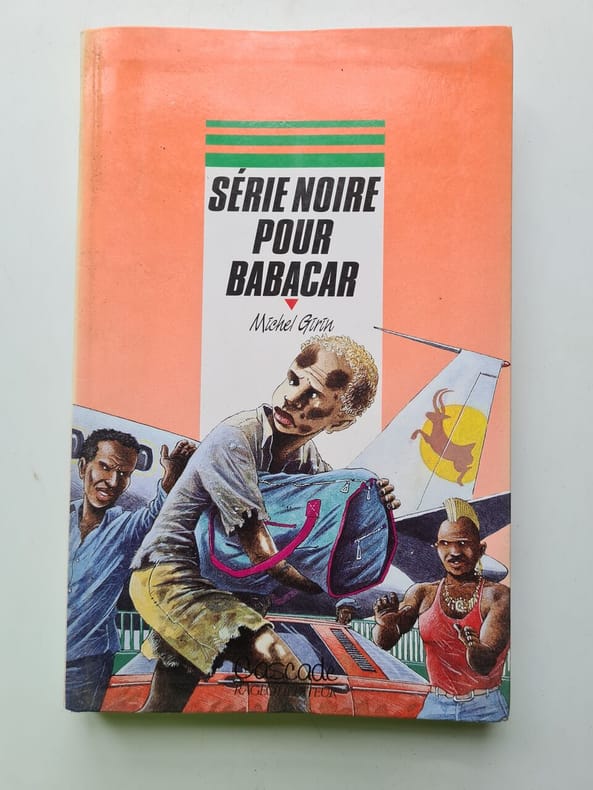 SÉRIE NOIRE
POUR
BABACAR
Michel Girin
Cascade
RAGEOT-ÉDITEUR